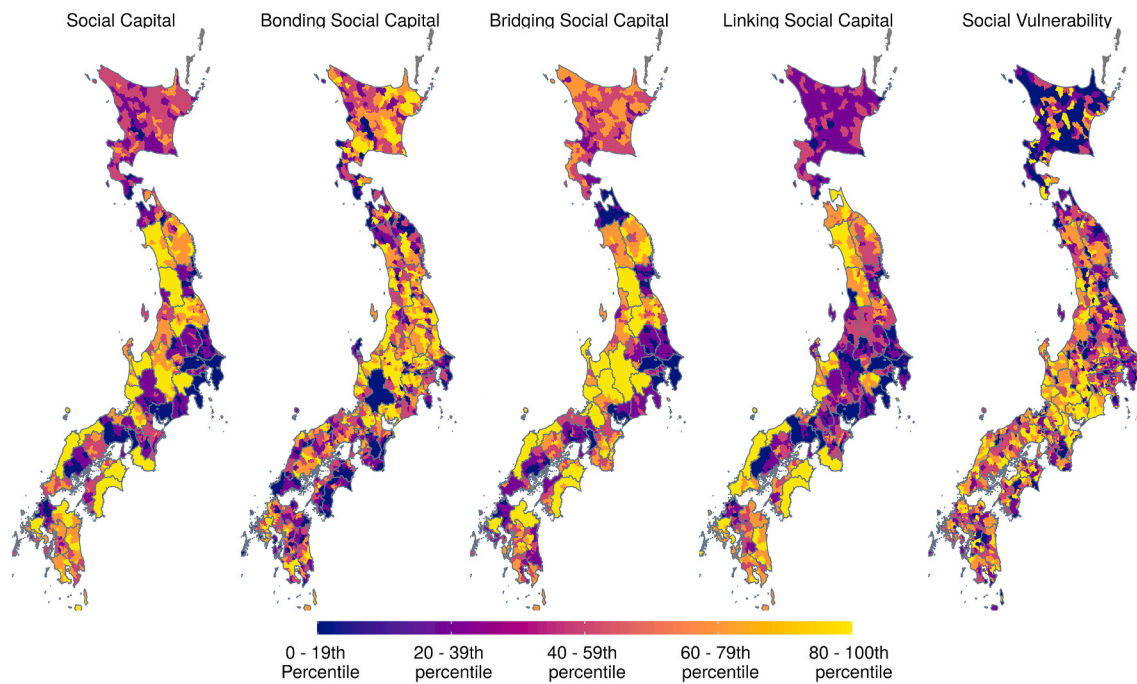 Social Capital
Bonding Social Capital
Bridging Social Capital
Linking Social Capital
Social Vulnerability
0 - 19th
Percentile
20 - 39th
percentile
40 - 59th
percentile
60 - 79th
percentile
80 - 100th
percentile